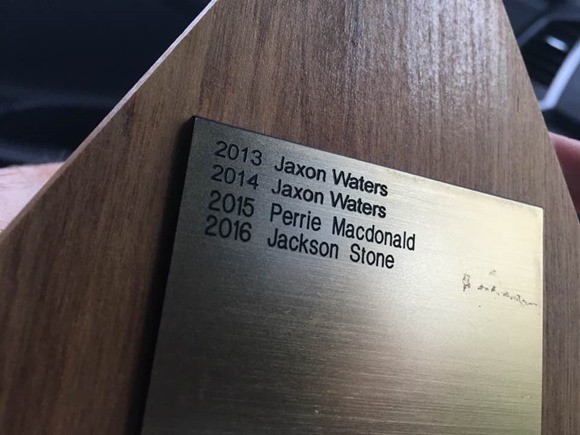 2013 Jaxon Waters
2014 Jaxon Waters
2015 Perrie Macdonald
2016 Jackson Stone